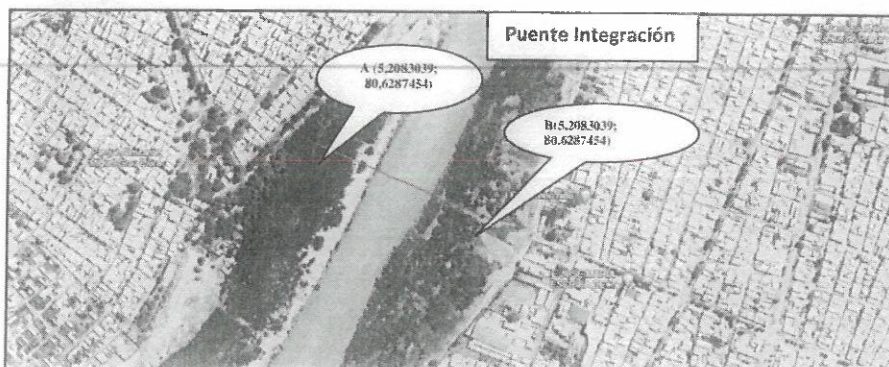 Puente Integración
A (5,2083039;
80,6287454)
B(5,2083039;
80,6287454)